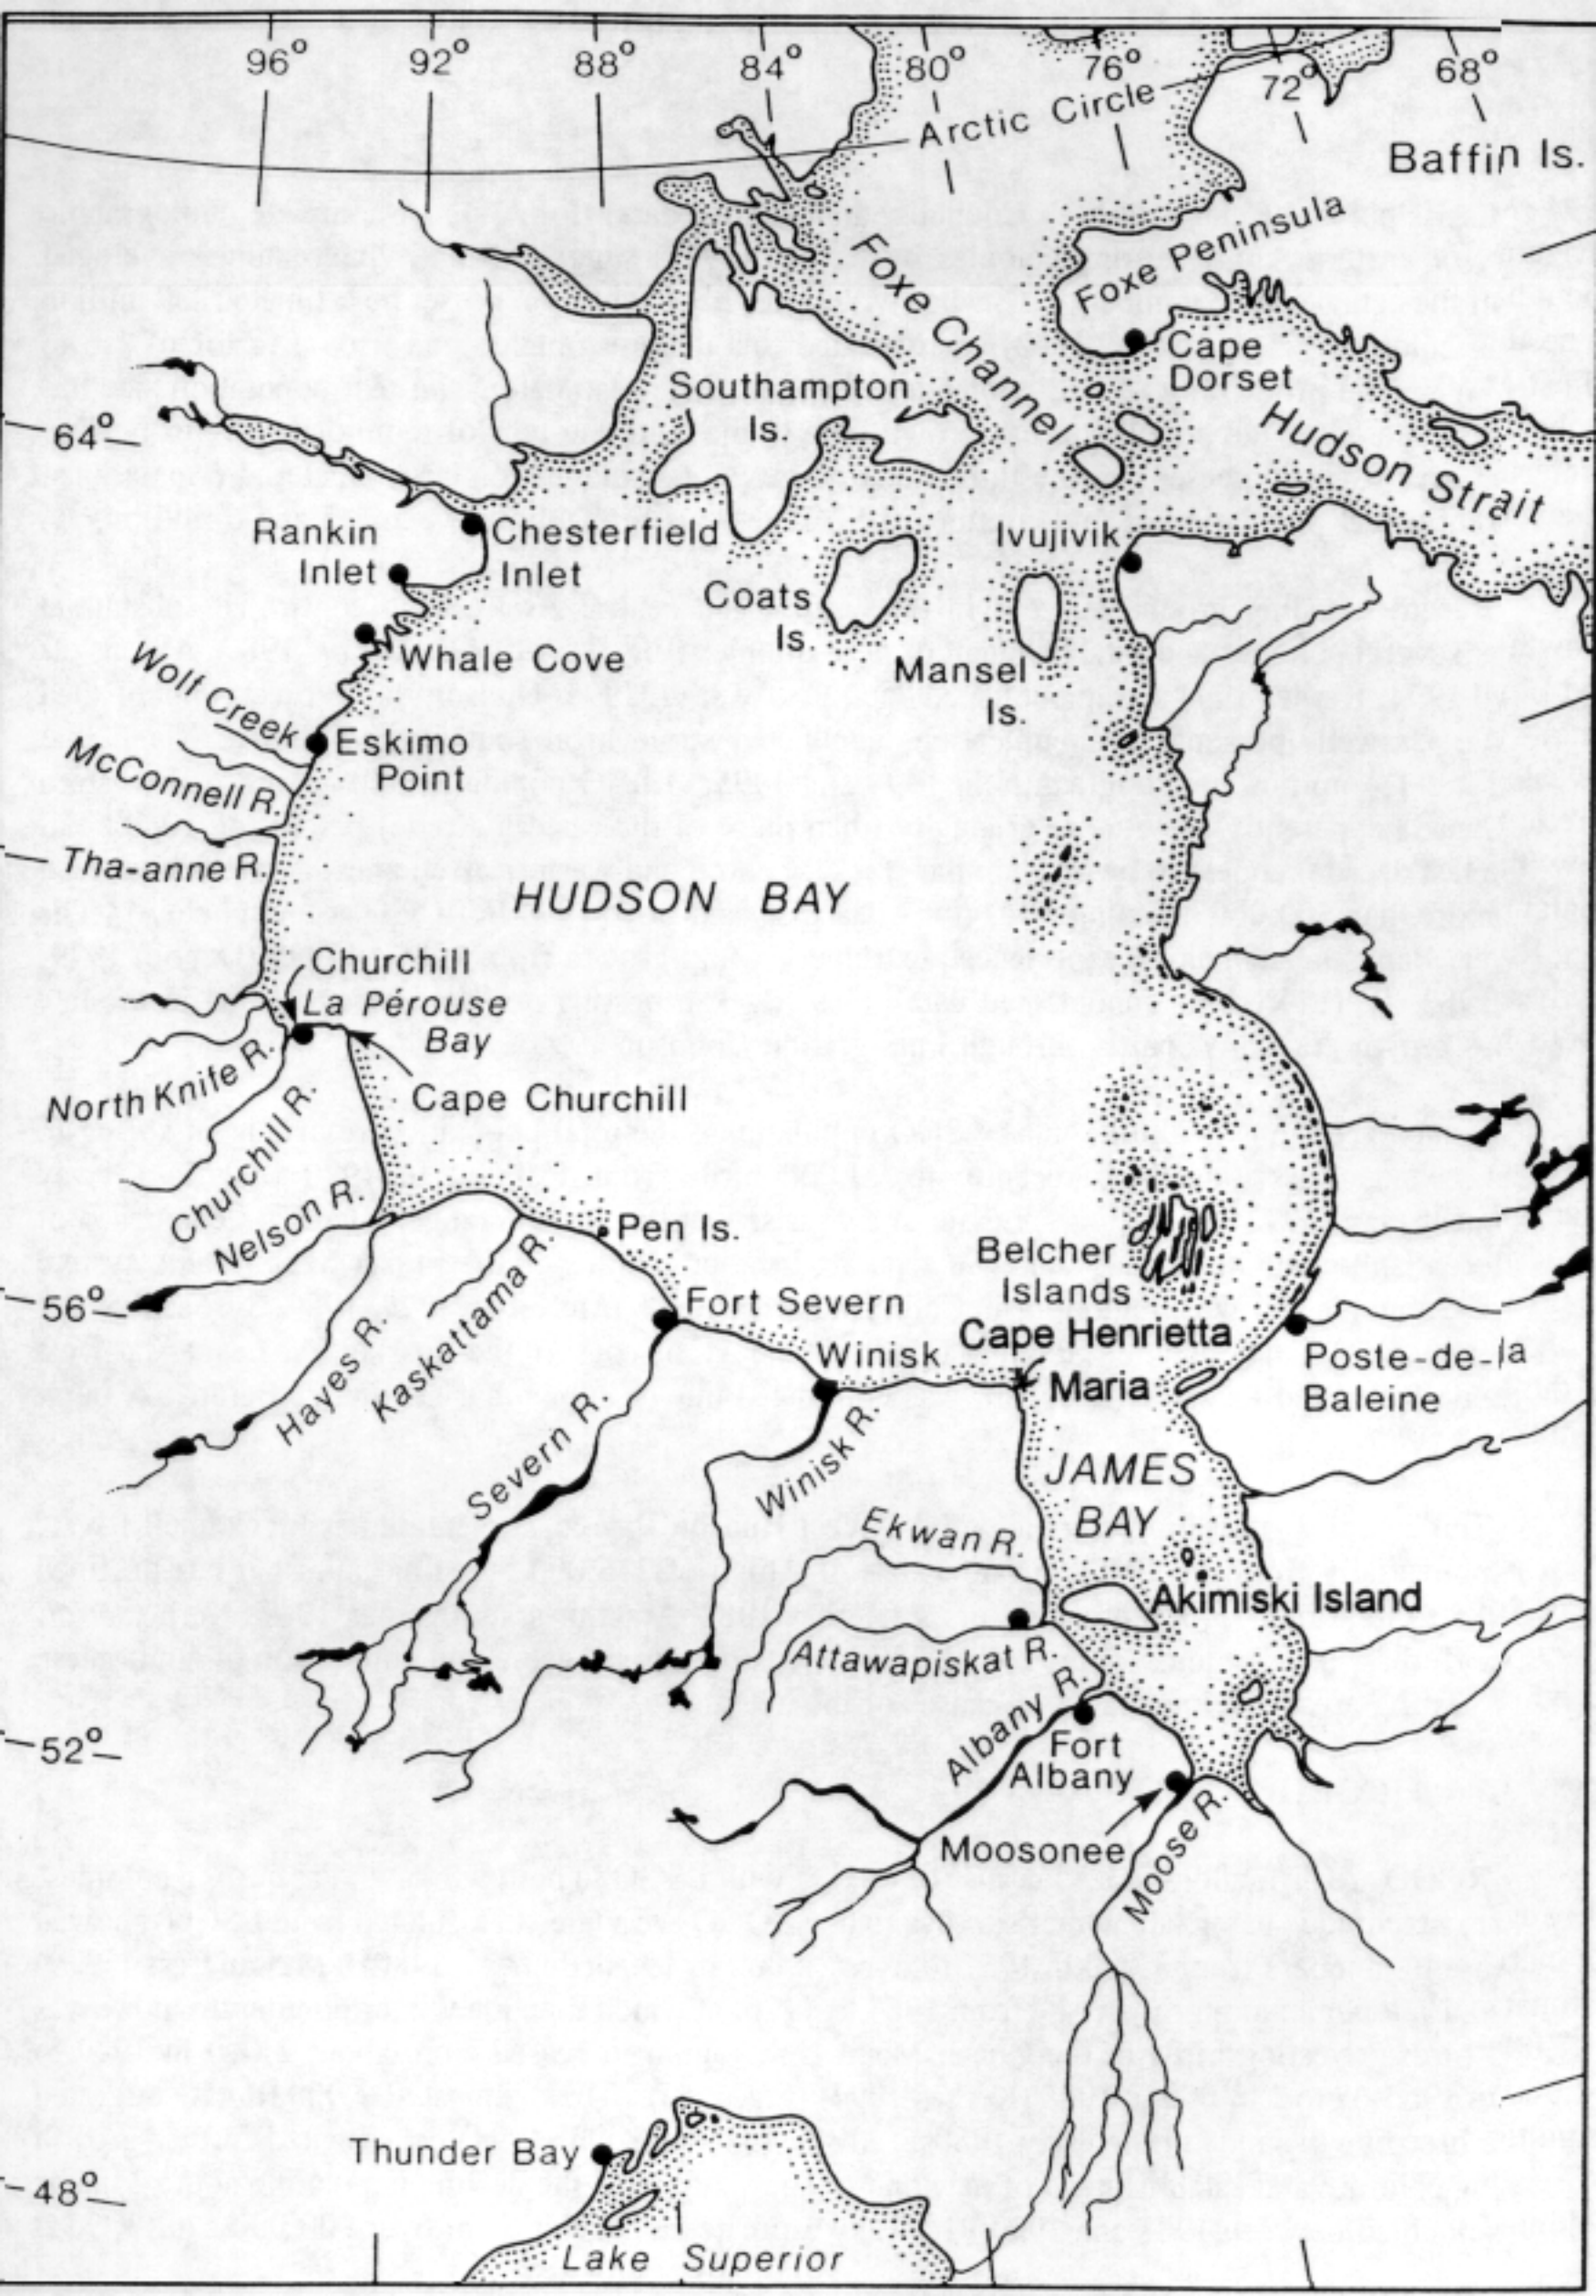 96°
92°
88°
84°
80°
76°
72°
68°
Arctic Circle
Baffin Is.
Foxe Peninsula
Foxe Channel
Cape
Dorset
Southampton
Is.
Hudson Strait
64°
Rankin
Inlet
Chesterfield
Inlet
Ivujivik
Coats
Is.
Mansel
Is.
Whale Cove
Wolf Creek
Eskimo
Point
McConnell R.
Tha-anne R.
HUDSON BAY
Churchill
La Pérouse
Bay
North Knife R.
Cape Churchill
Churchill R.
Nelson R.
Pen Is.
Belcher
Islands
56°
Hayes R.
Kaskattama R.
Fort Severn
Winisk
Cape Henrietta
Maria
Poste-de-la
Baleine
Severn R.
Winisk R.
JAMES
BAY
Ekwan R.
Akimiski Island
Attawapiskat R.
Albany R.
Fort
Albany
52°
Moosonee
Moose R.
Thunder Bay
48°
Lake Superior